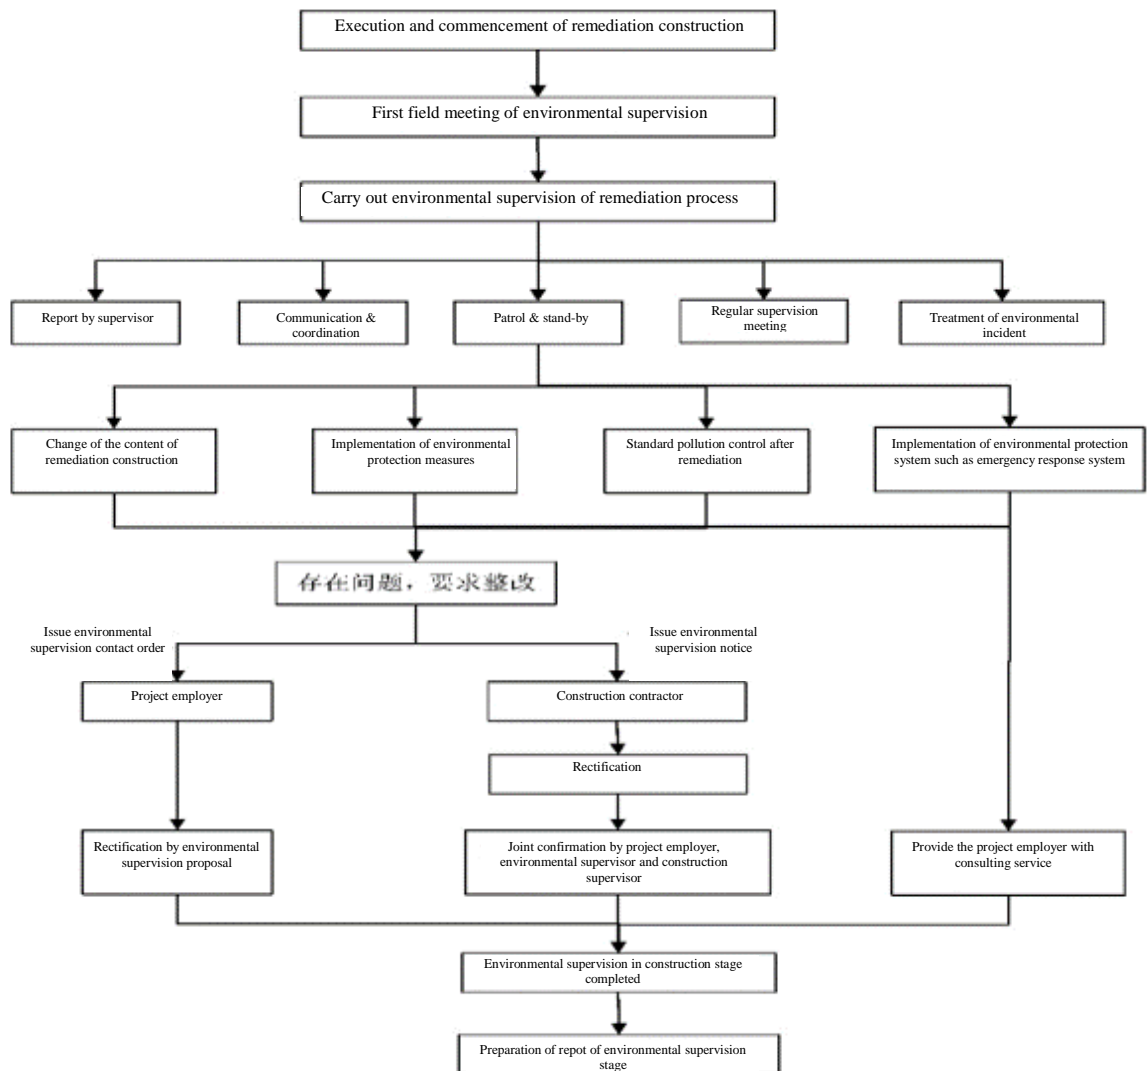 Execution and commencement of remediation construction
First field meeting of environmental supervision
Carry out environmental supervision of remediation process
Report by supervisor
Communication &
coordination
Patrol & stand-by
Regular supervision
meeting
Treatment of environmental
incident
Change of the content of
remediation construction
Implementation of environmental
protection measures
Standard pollution control after
remediation
Implementation of environmental protection
system such as emergency response system
存在问题，要求整改
Issue environmental
supervision contact order
Issue environmental
supervision notice
Project employer
Construction contractor
Rectification
Rectification by environmental
supervision proposal
Joint confirmation by project employer,
environmental supervisor and construction
supervisor
Provide the project employer with
consulting service
Environmental supervision in construction stage
completed
Preparation of repot of environmental supervision
stage